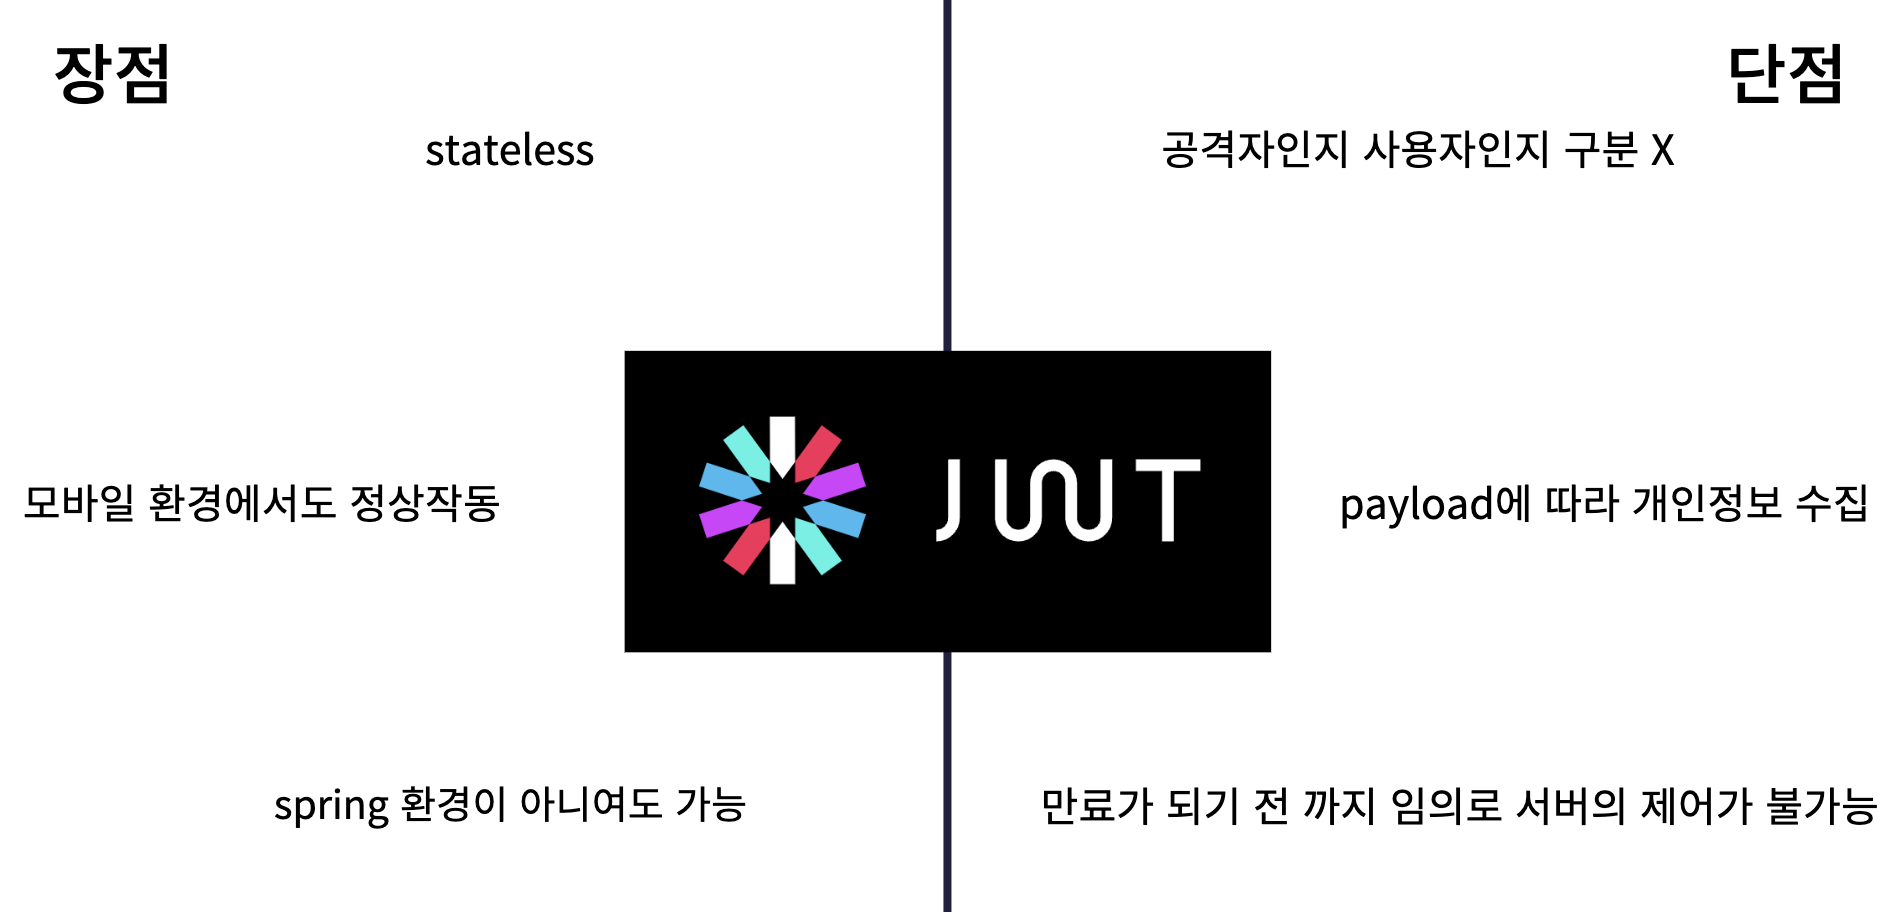 장점
단점
stateless
공격자인지 사용자인지 구분 X
JWT
모바일 환경에서도 정상작동
payload에 따라 개인정보 수집
spring 환경이 아니여도 가능
만료가 되기 전 까지 임의로 서버의 제어가 불가능